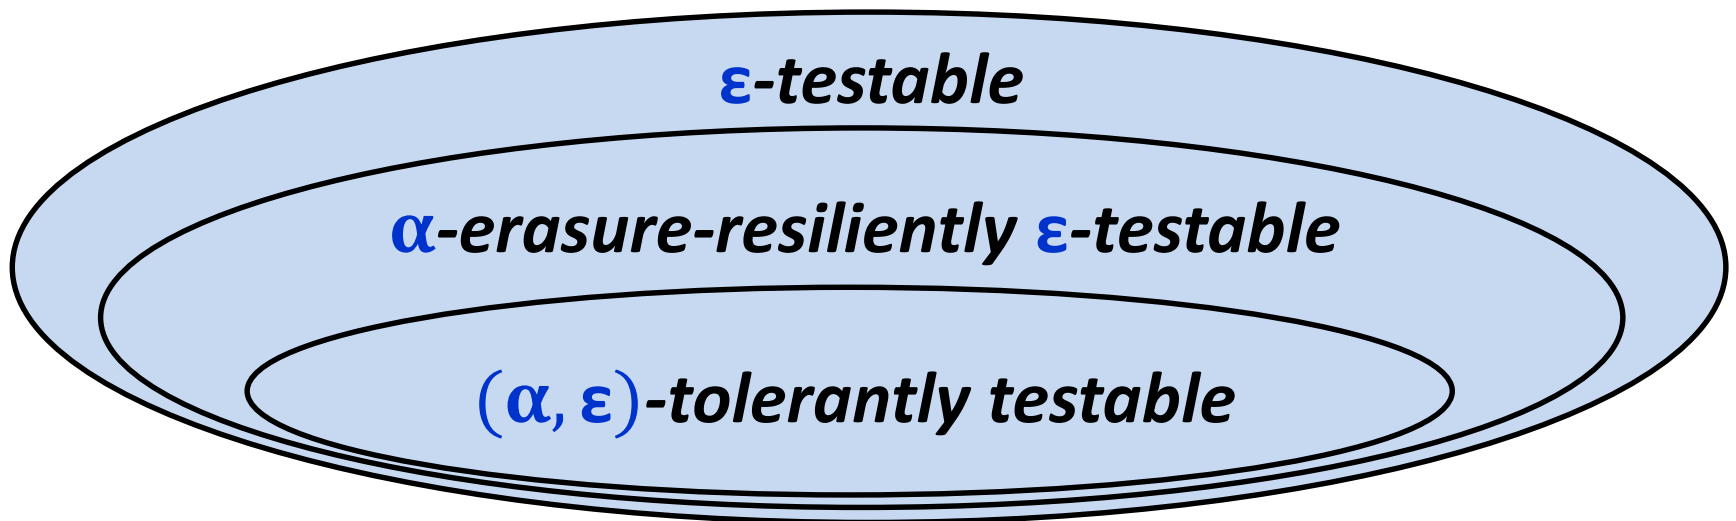 ε-testable
α-erasure-resiliently ε-testable
(α, ε)-tolerantly testable